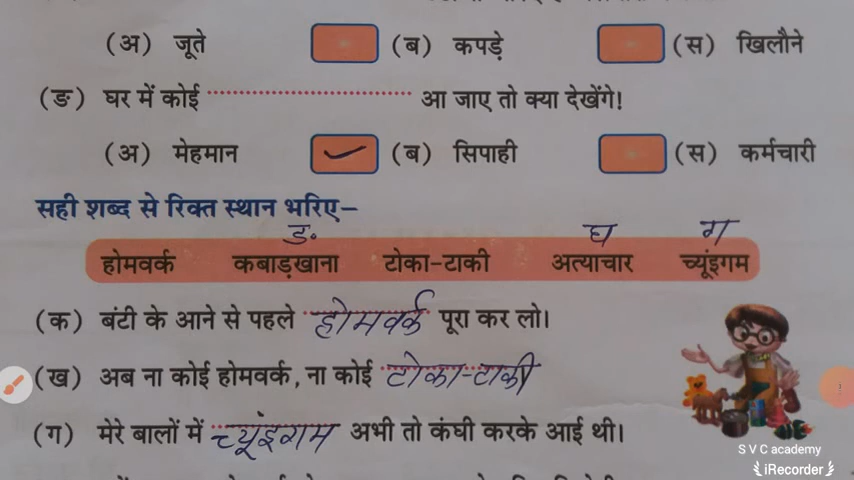 (अ) जूते (ब) कपड़े (स) खिलौने
(ङ) घर में कोई .................... आ जाए तो क्या देखेंगे!
(अ) मेहमान ✓ (ब) सिपाही (स) कर्मचारी
सही शब्द से रिक्त स्थान भरिए–
ङ. घ ग
होमवर्क कबाड़खाना टोका-टाकी अत्याचार च्यूंइगम
(क) बंटी के आने से पहले होमवर्क पूरा कर लो।
(ख) अब ना कोई होमवर्क, ना कोई टोका-टाकी
(ग) मेरे बालों में च्यूंइगम अभी तो कंघी करके आई थी।
S V C academy
iRecorder